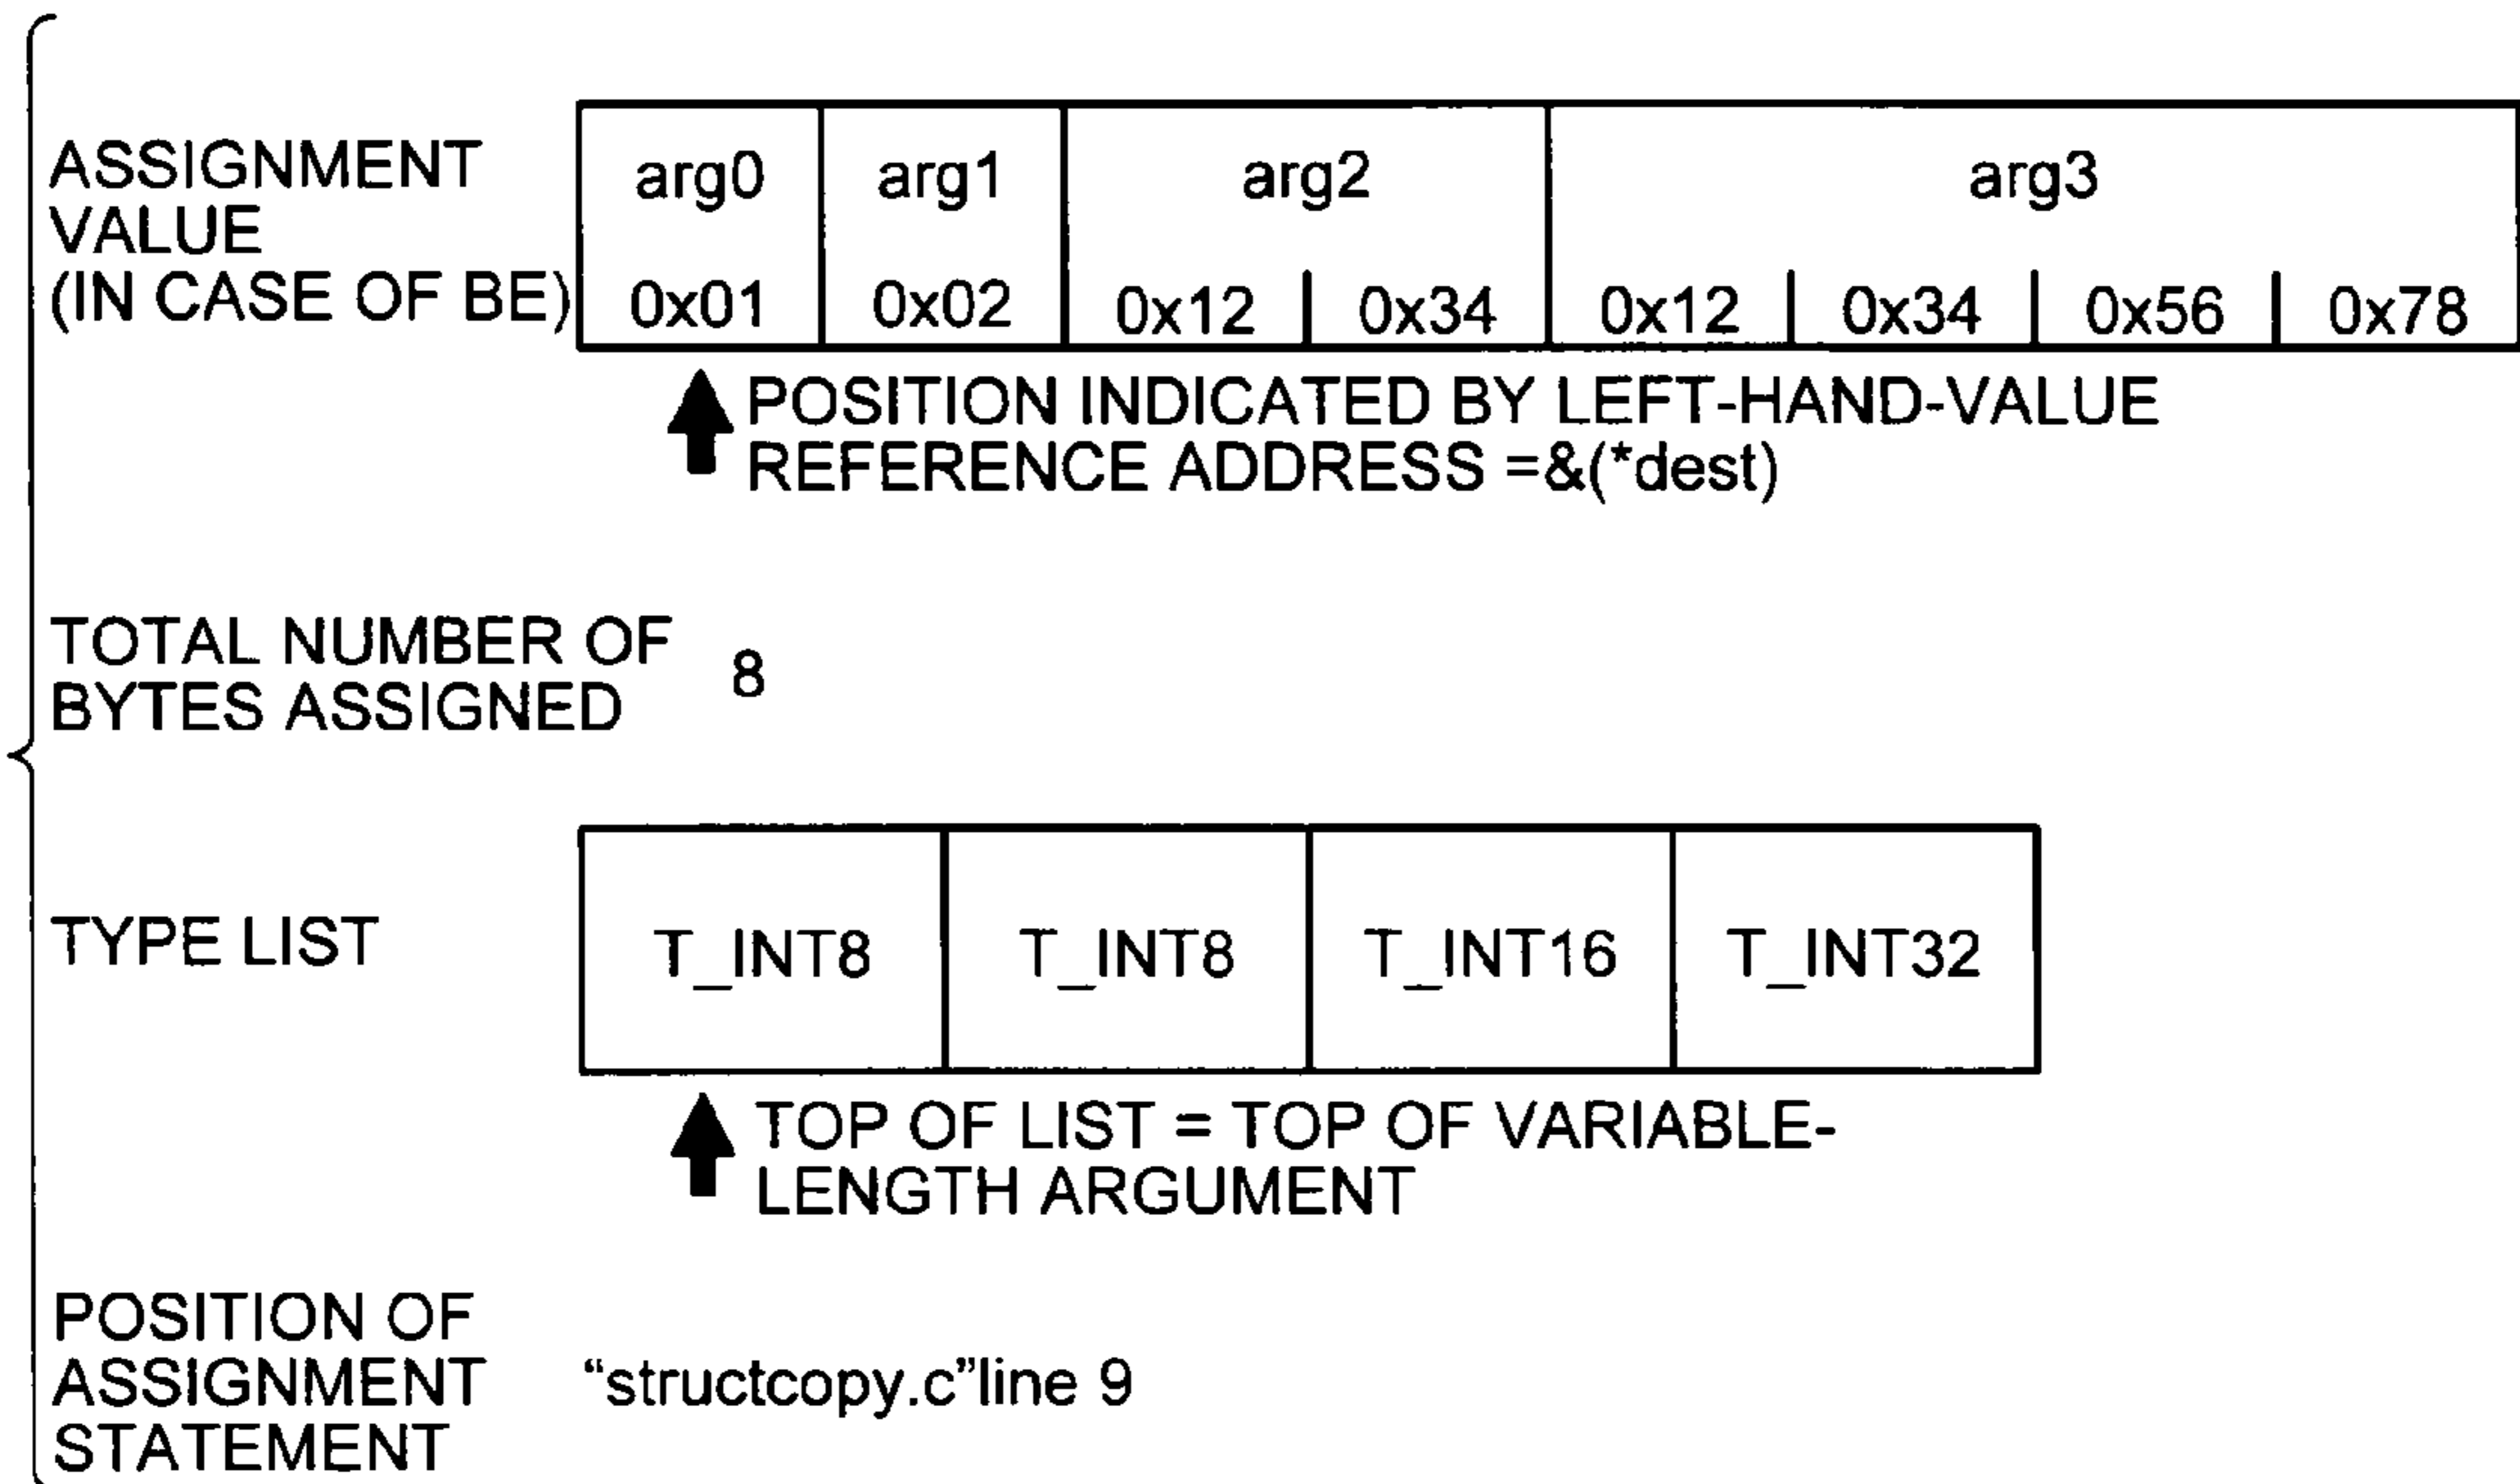 ASSIGNMENT
VALUE
(IN CASE OF BE)
arg0 arg1 arg2 arg3
0x01 0x02 0x12 0x34 0x12 0x34 0x56 0x78
POSITION INDICATED BY LEFT-HAND-VALUE
REFERENCE ADDRESS =&(*dest)
TOTAL NUMBER OF
BYTES ASSIGNED
8
TYPE LIST
T_INT8 T_INT8 T_INT16 T_INT32
TOP OF LIST = TOP OF VARIABLE-
LENGTH ARGUMENT
POSITION OF
ASSIGNMENT
STATEMENT
“structcopy.c”line 9